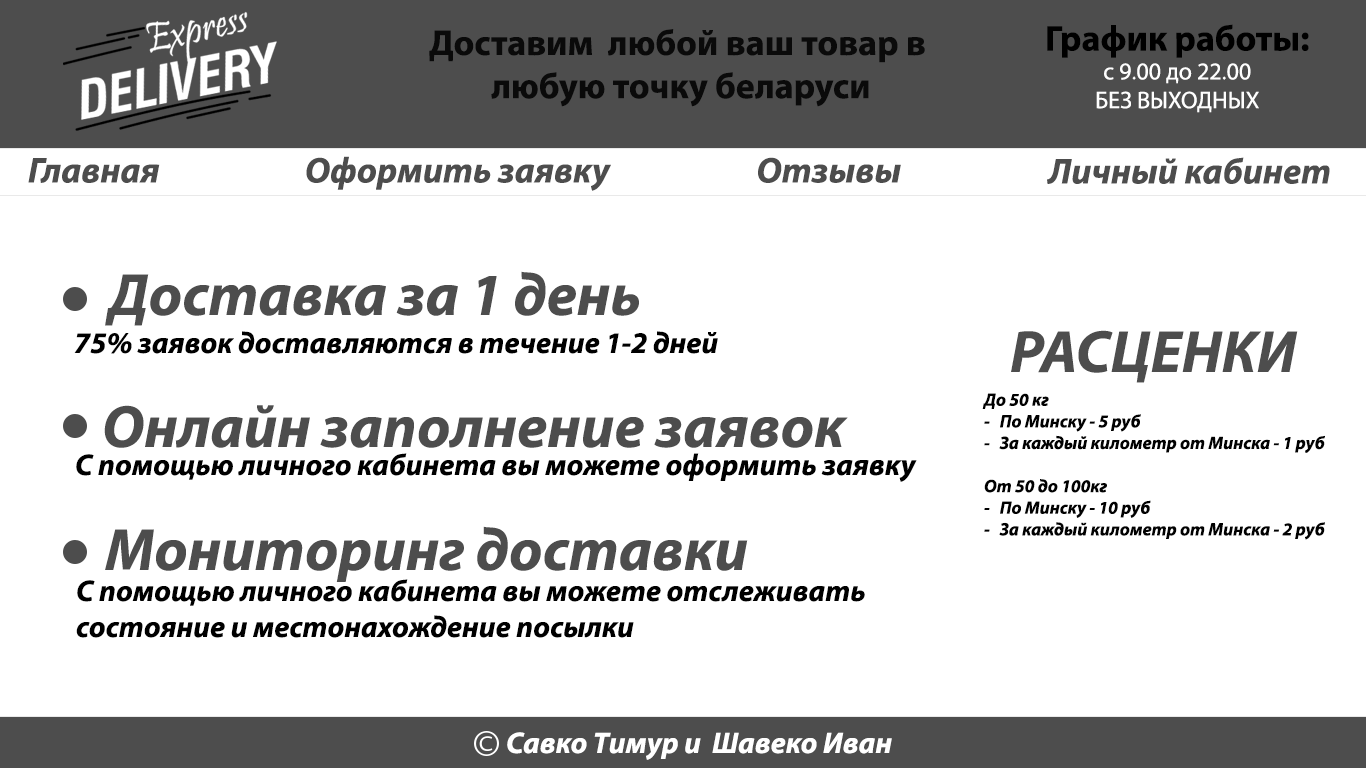 Express
DELIVERY
Доставим любой ваш товар в
любую точку беларуси
График работы:
с 9.00 до 22.00
БЕЗ ВЫХОДНЫХ
Главная
Оформить заявку
Отзывы
Личный кабинет
● Доставка за 1 день
75% заявок доставляются в течение 1-2 дней
● Онлайн заполнение заявок
С помощью личного кабинета вы можете оформить заявку
● Мониторинг доставки
С помощью личного кабинета вы можете отслеживать
состояние и местонахождение посылки
РАСЦЕНКИ
До 50 кг
- По Минску - 5 руб
- За каждый километр от Минска - 1 руб
От 50 до 100кг
- По Минску - 10 руб
- За каждый километр от Минска - 2 руб
© Савко Тимур и Шавеко Иван